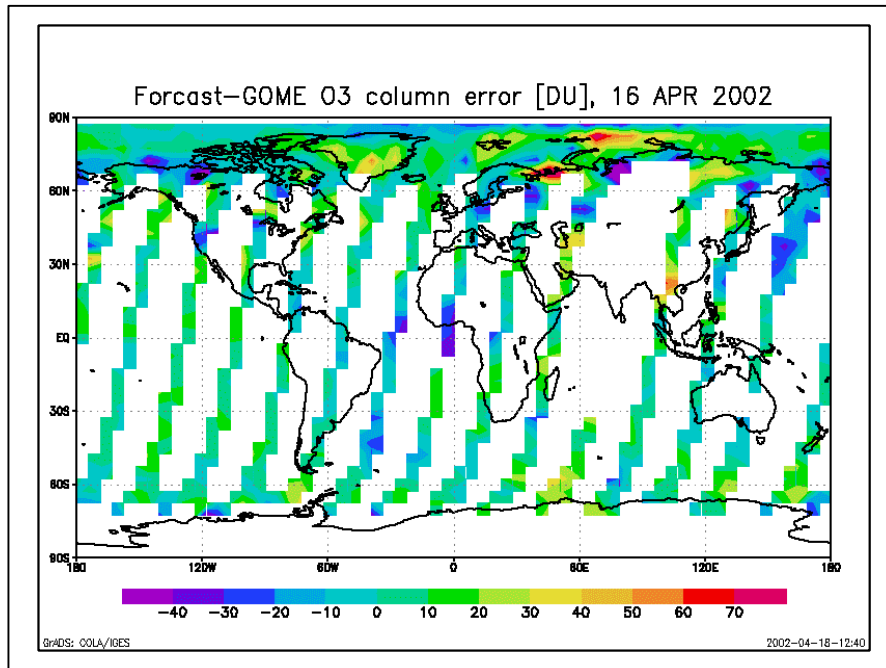 Forcast-GOME O3 column error [DU], 16 APR 2002
90N
60N
30N
EQ
30S
60S
90S
180 120W 60W 0 60E 120E 180
-40 -30 -20 -10 0 10 20 30 40 50 60 70
GrADS: COLA/IGES 2002-04-18-12:40